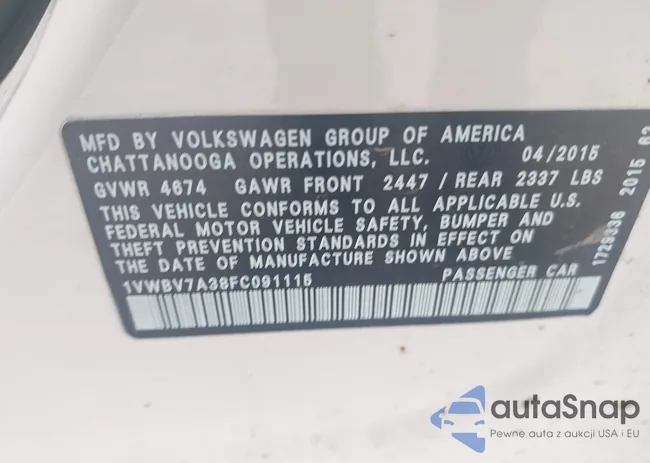 MFD BY VOLKSWAGEN GROUP OF AMERICA
CHATTANOOGA OPERATIONS, LLC. 04/2015
GVWR 4674 GAWR FRONT 2447 / REAR 2337 LBS
THIS VEHICLE CONFORMS TO ALL APPLICABLE U.S.
FEDERAL MOTOR VEHICLE SAFETY, BUMPER AND
THEFT PREVENTION STANDARDS IN EFFECT ON
THE DATE OF MANUFACTURE SHOWN ABOVE
1VWBV7A38FC091115 PASSENGER CAR
1729336 2015 62
autoSnap
Pewne auta z aukcji USA i EU